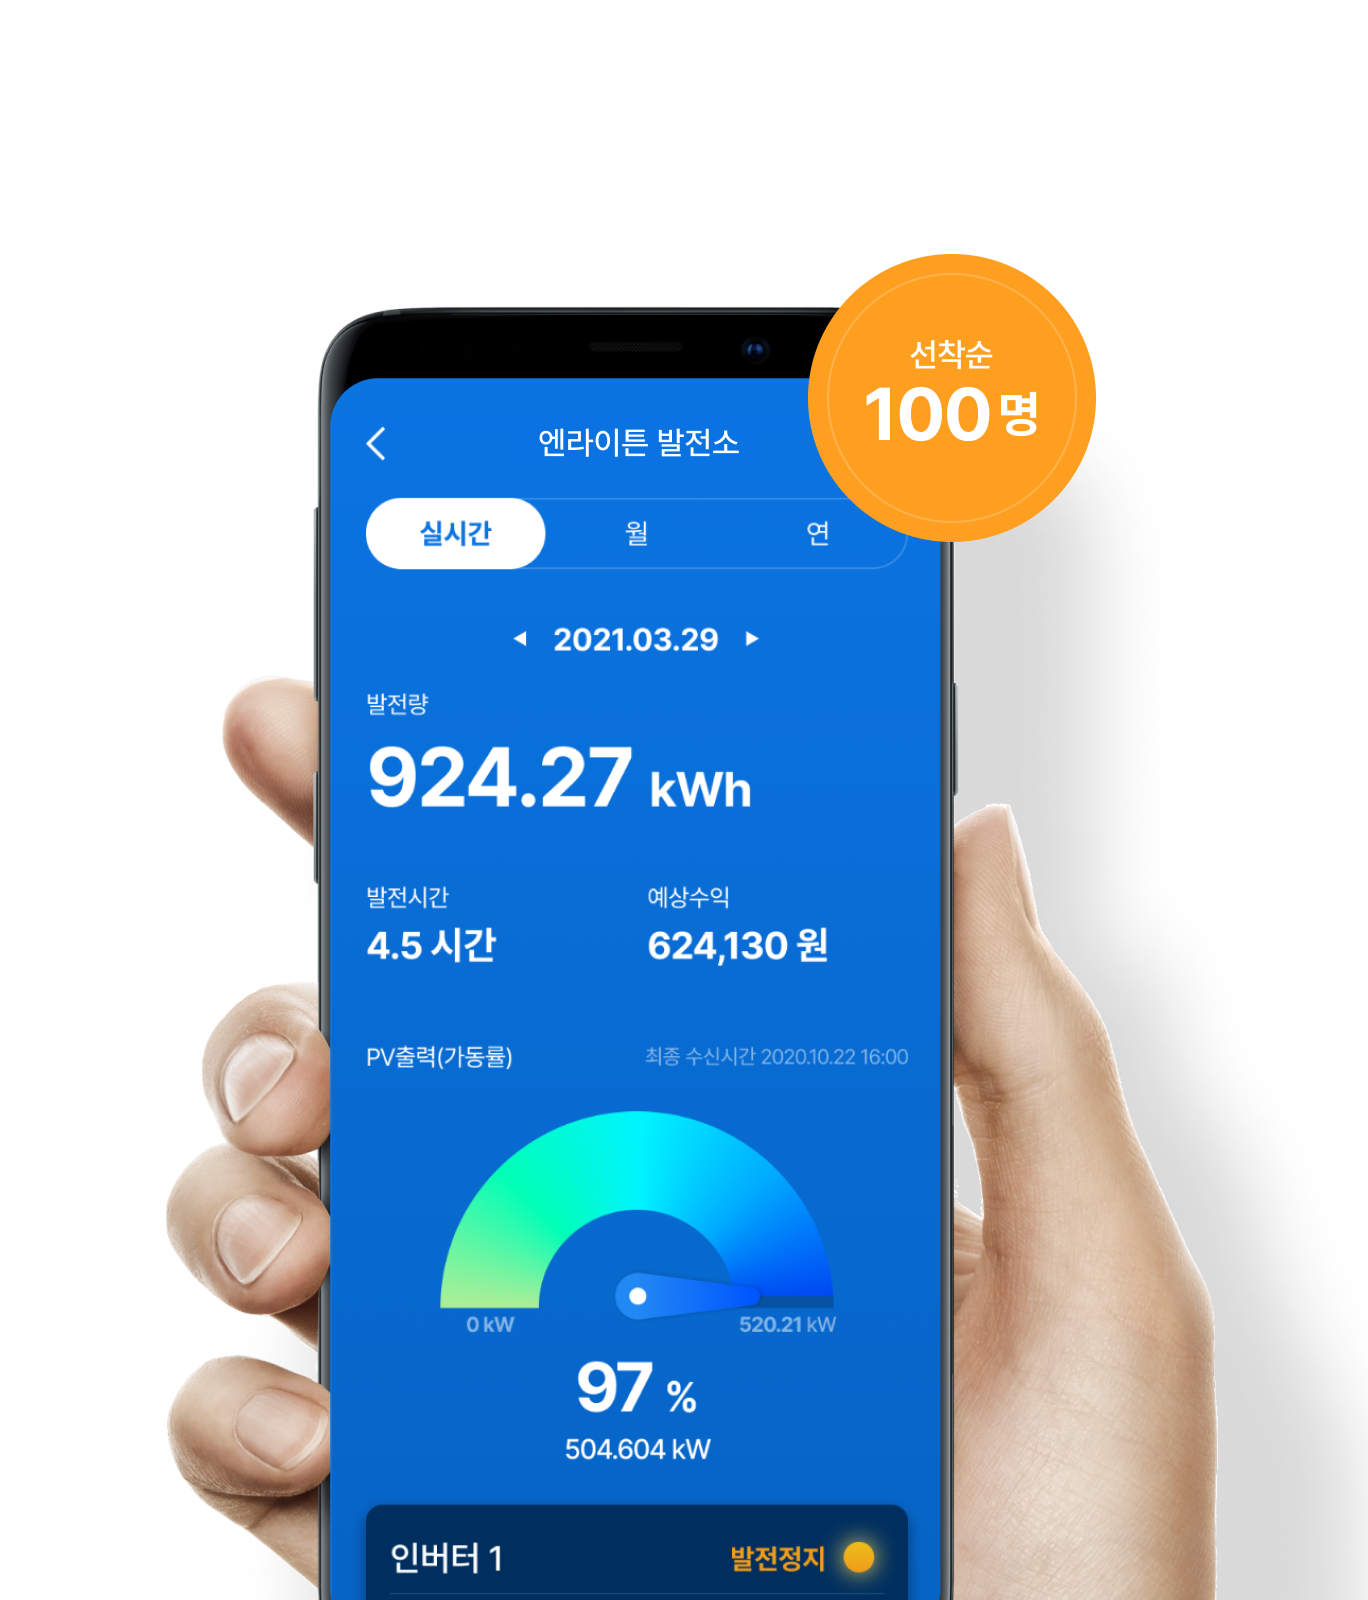 선착순
100명
엔라이튼 발전소
실시간 월 연
◀ 2021.03.29 ▶
발전량
924.27 kWh
발전시간 예상수익
4.5 시간 624,130 원
PV출력(가동률) 최종 수신시간 2020.10.22 16:00
0 kW 520.21 kW
97 %
504.604 kW
인버터 1 발전정지